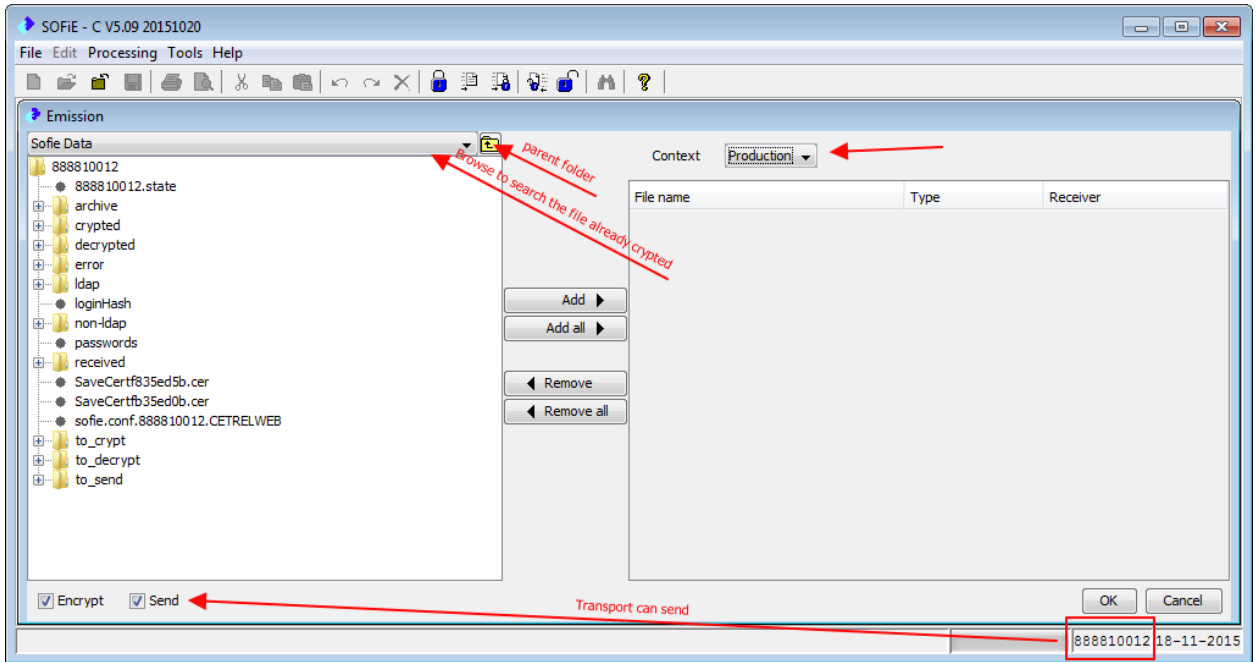 SOFiE - C V5.09 20151020
File Edit Processing Tools Help
Emission
Sofie Data
parent folder
Browse to search the file already crypted
Context Production
888810012
888810012.state
archive
crypted
decrypted
error
ldap
loginHash
non-ldap
passwords
received
SaveCertf835ed5b.cer
SaveCertfb35ed0b.cer
sofie.conf.888810012.CETRELWEB
to_crypt
to_decrypt
to_send
Add
Add all
Remove
Remove all
File name Type Receiver
Encrypt Send
Transport can send
OK Cancel
888810012 18-11-2015